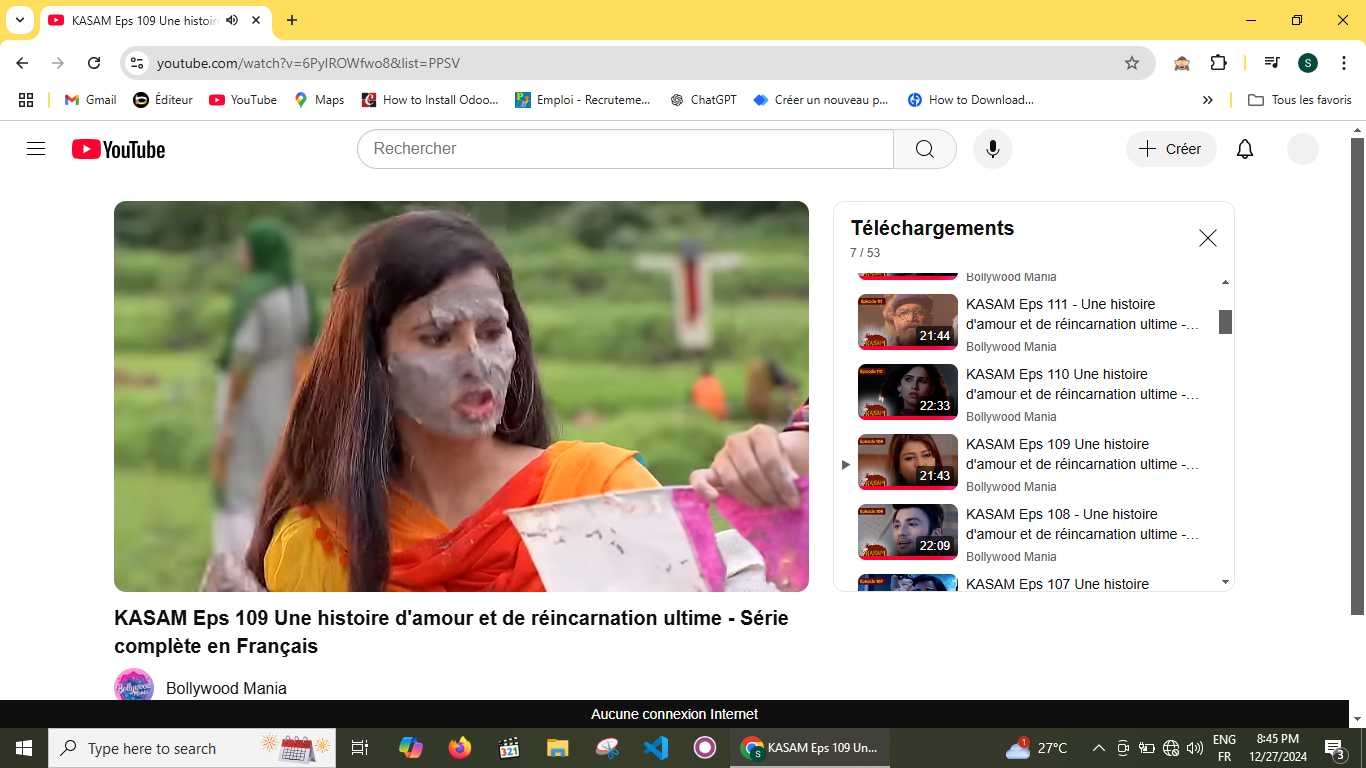 KASAM Eps 109 Une histoir
youtube.com/watch?v=6PyIROWfwo8&list=PPSV
S
Gmail
Éditeur
YouTube
Maps
How to Install Odoo...
Emploi - Recruteme...
ChatGPT
Créer un nouveau p...
How to Download...
»
Tous les favoris
YouTube
Rechercher
Créer
Téléchargements
7 / 53
Bollywood Mania
KASAM Eps 111 - Une histoire
d'amour et de réincarnation ultime -...
21:44
Bollywood Mania
KASAM Eps 110 Une histoire
d'amour et de réincarnation ultime -...
22:33
Bollywood Mania
KASAM Eps 109 Une histoire
d'amour et de réincarnation ultime -...
21:43
Bollywood Mania
KASAM Eps 108 - Une histoire
d'amour et de réincarnation ultime -...
22:09
Bollywood Mania
KASAM Eps 107 Une histoire
KASAM Eps 109 Une histoire d'amour et de réincarnation ultime - Série
complète en Français
Bollywood Mania
Aucune connexion Internet
Type here to search
KASAM Eps 109 Un...
27°C
ENG
FR
8:45 PM
12/27/2024
3